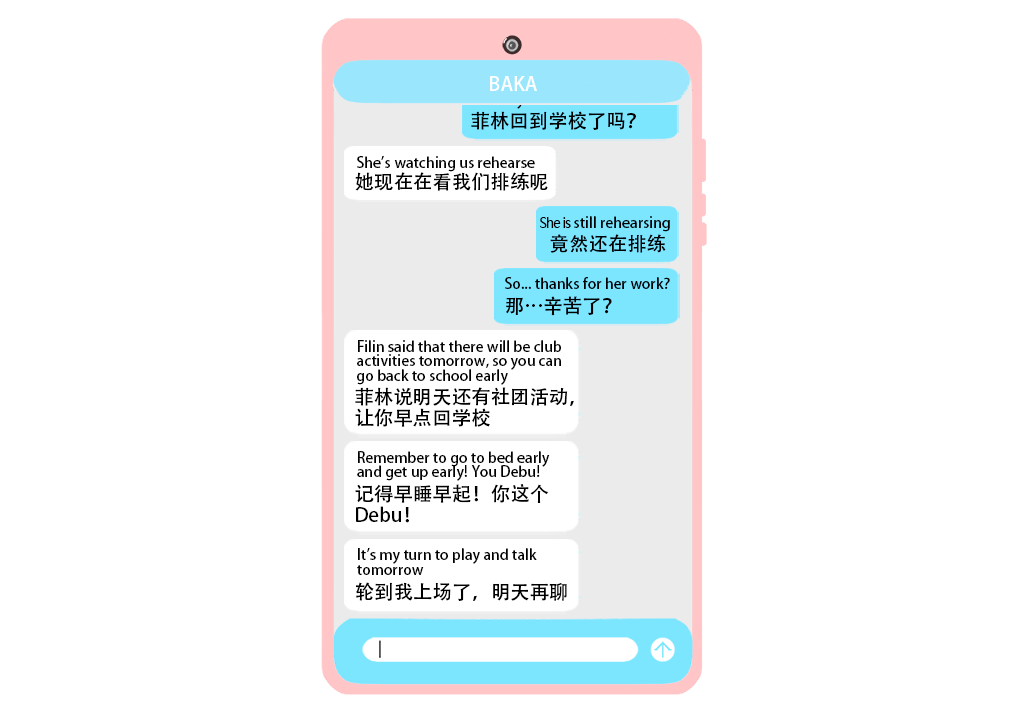 BAKA
菲林回到学校了吗？
She's watching us rehearse
她现在在看我们排练呢
She is still rehearsing
竟然还在排练
So... thanks for her work?
那…辛苦了？
Filin said that there will be club
activities tomorrow, so you can
go back to school early
菲林说明天还有社团活动，
让你早点回学校
Remember to go to bed early
and get up early! You Debu!
记得早睡早起！你这个
Debu！
It's my turn to play and talk
tomorrow
轮到我上场了，明天再聊